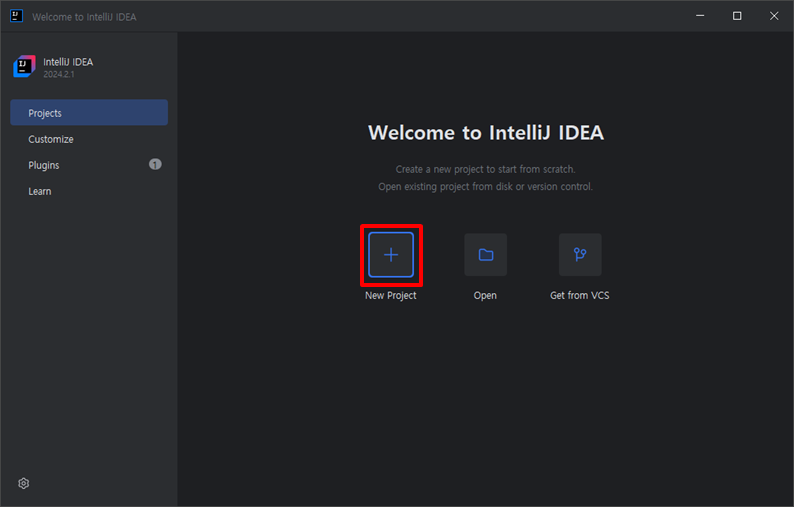 Welcome to IntelliJ IDEA
IntelliJ IDEA
2024.2.1
Projects
Customize
Plugins 1
Learn
Welcome to IntelliJ IDEA
Create a new project to start from scratch.
Open existing project from disk or version control.
New Project Open Get from VCS